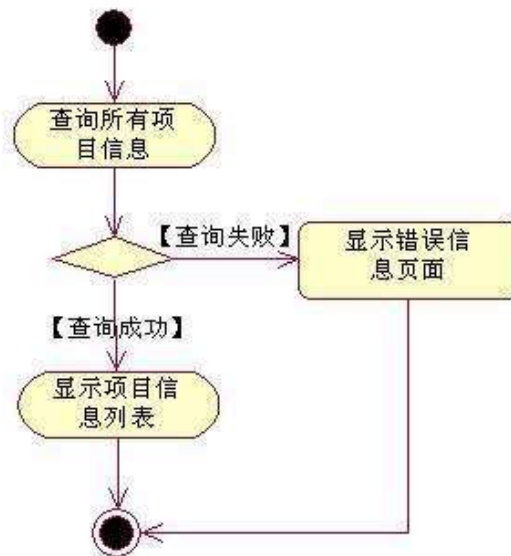 查询所有项
目信息
【查询失败】
显示错误信
息页面
【查询成功】
显示项目信
息列表